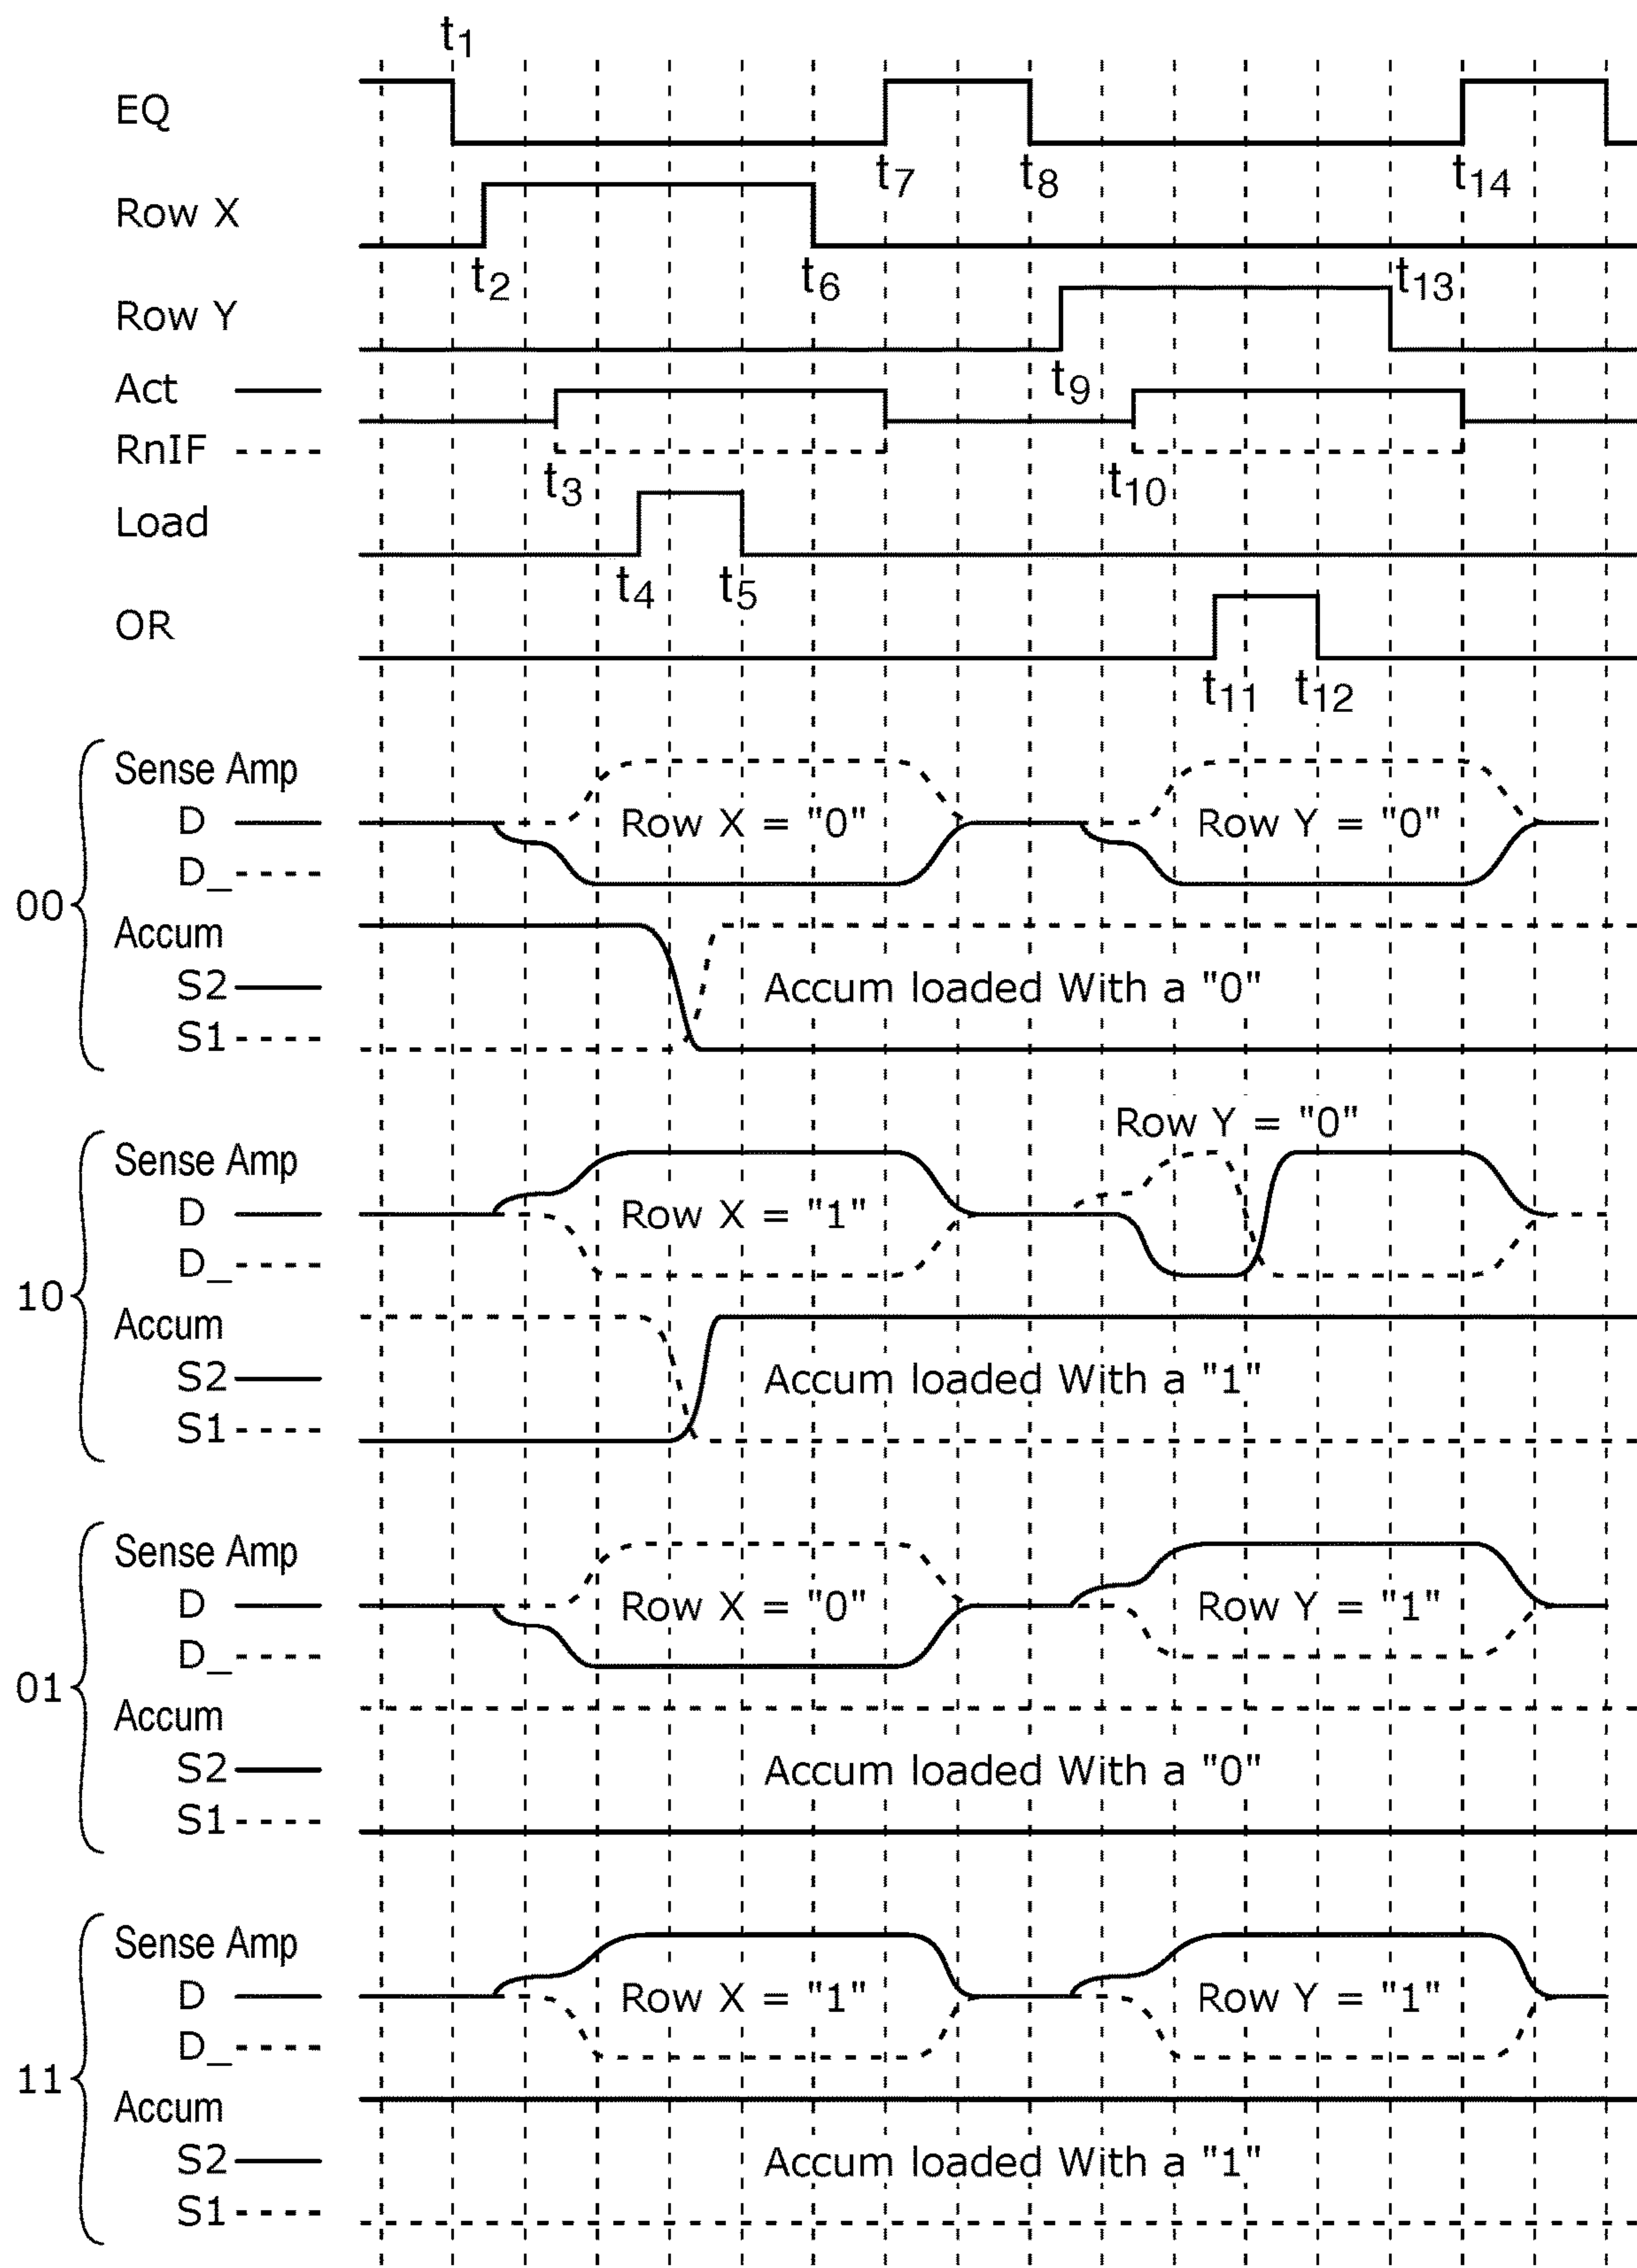 t1
EQ
t7 t8 t14
Row X
t2 t6 t13
Row Y
t9
Act
RnIF
t3 t10
Load
t4 t5
OR
t11 t12
00
Sense Amp
D Row X = "0" Row Y = "0"
D_
Accum
S2 Accum loaded With a "0"
S1
10
Row Y = "0"
Sense Amp
D Row X = "1"
D_
Accum
S2 Accum loaded With a "1"
S1
01
Sense Amp
D Row X = "0" Row Y = "1"
D_
Accum
S2 Accum loaded With a "0"
S1
11
Sense Amp
D Row X = "1" Row Y = "1"
D_
Accum
S2 Accum loaded With a "1"
S1